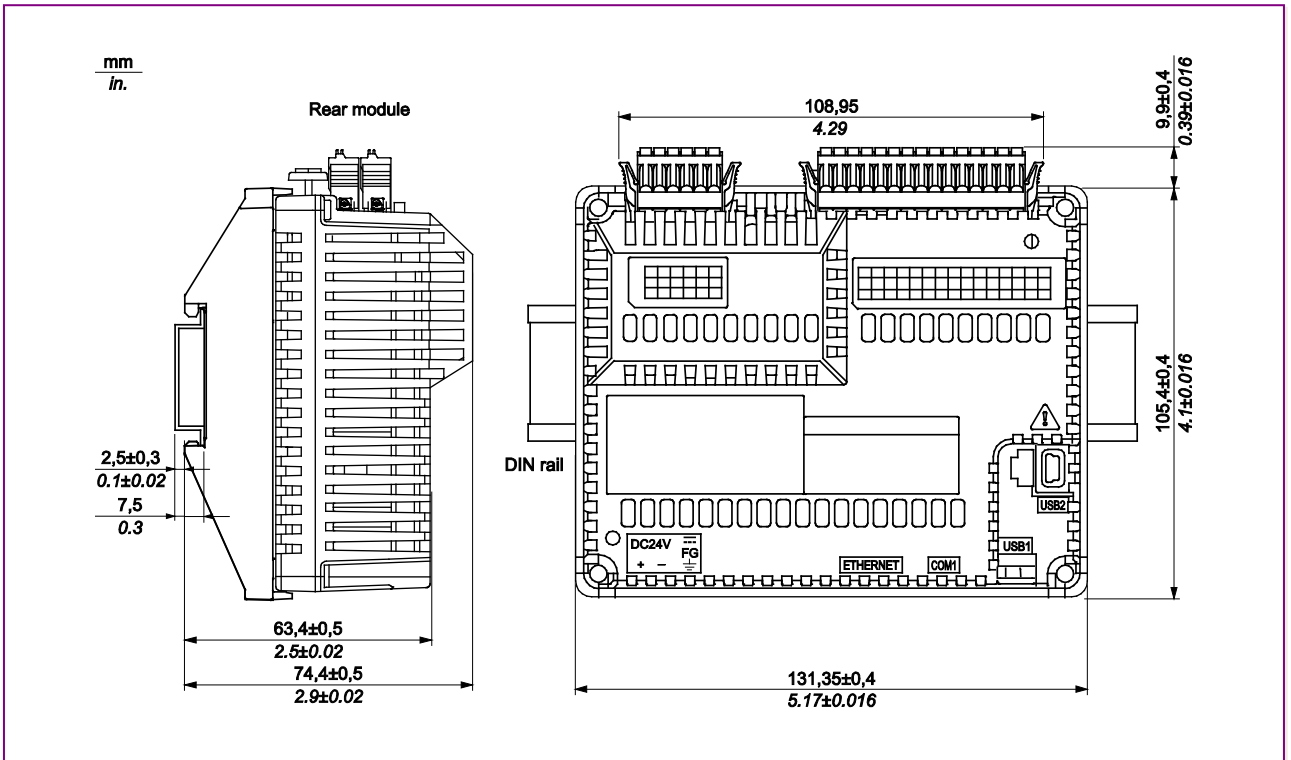 mm
in.
Rear module
108,95
4.29
9,9±0,4
0.39±0.016
105,4±0,4
4.1±0.016
DIN rail
2,5±0,3
0.1±0.02
7,5
0.3
USB2
DC24V
FG
+ −
USB1
ETHERNET
COM1
63,4±0,5
2.5±0.02
74,4±0,5
2.9±0.02
131,35±0,4
5.17±0.016